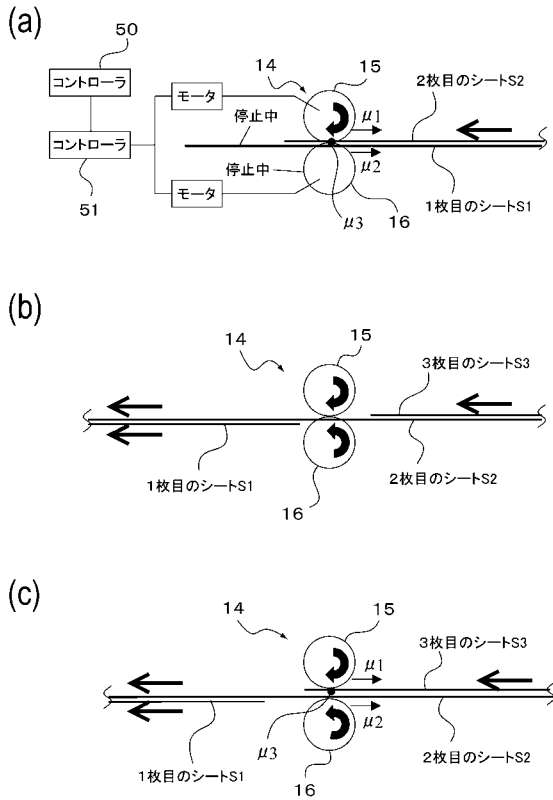 (a)
50
コントローラ
モータ
14
15
2枚目のシートS2
μ1
停止中
コントローラ
μ2
51
停止中
モータ
1枚目のシートS1
μ3
16
(b)
14
15
3枚目のシートS3
1枚目のシートS1
2枚目のシートS2
16
(c)
14
15
3枚目のシートS3
μ1
μ2
1枚目のシートS1
μ3
2枚目のシートS2
16